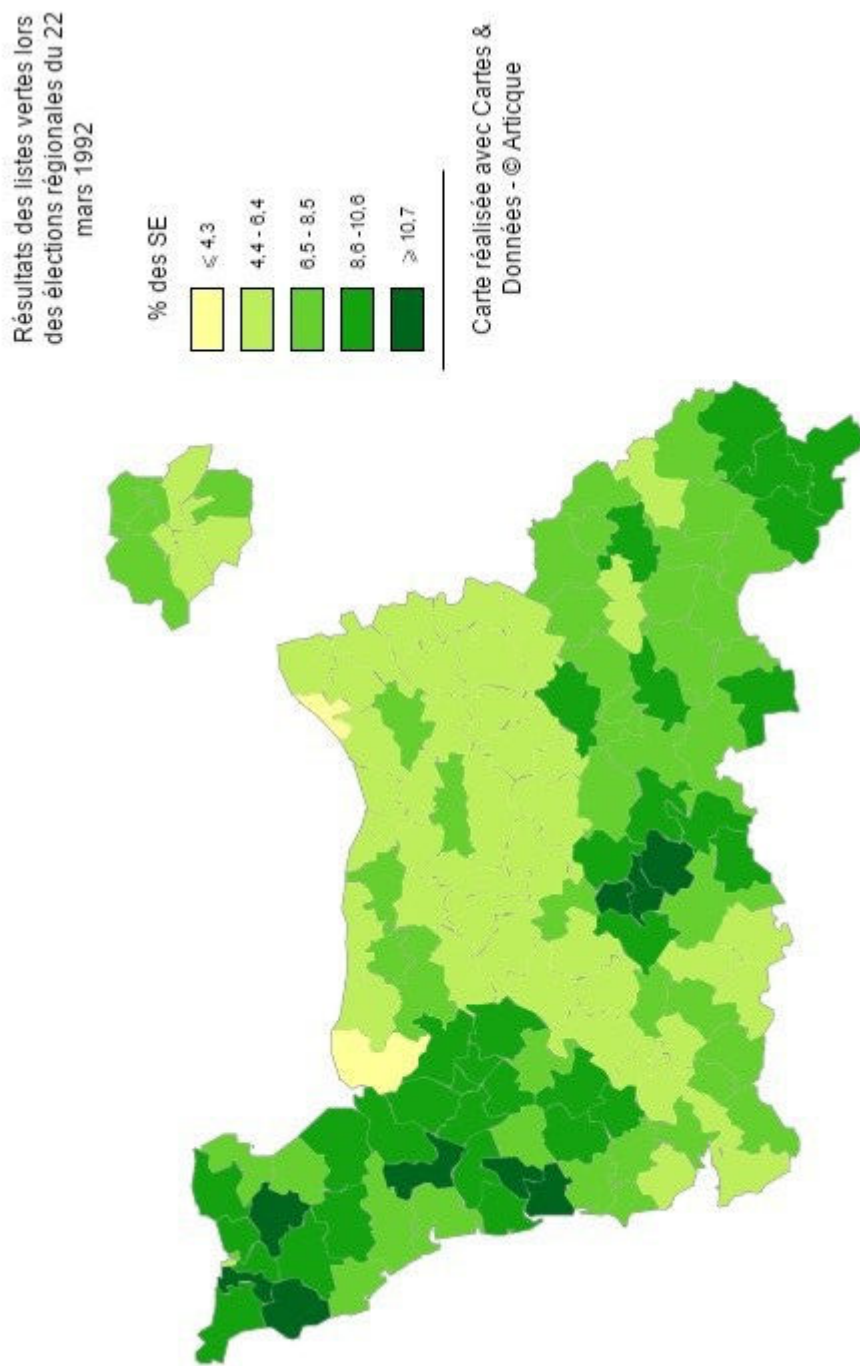 Résultats des listes vertes lors
des élections régionales du 22
mars 1992
% des SE
⩽ 4,3
4,4 - 6,4
6,5 - 8,5
8,6 -10,6
⩾ 10,7
Carte réalisée avec Cartes &
Données - © Articque